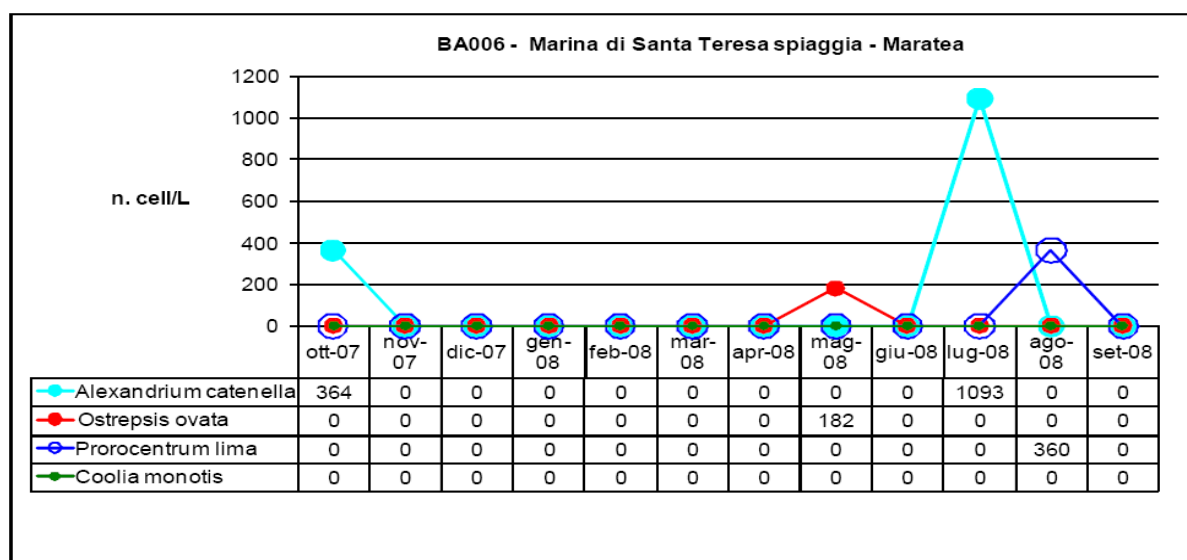 BA006 - Marina di Santa Teresa spiaggia - Maratea
1200
1000
800
600
400
200
0
n. cell/L
ott-07 nov-07 dic-07 gen-08 feb-08 mar-08 apr-08 mag-08 giu-08 lug-08 ago-08 set-08
Alexandrium catenella 364 0 0 0 0 0 0 0 0 1093 0 0
Ostrepsis ovata 0 0 0 0 0 0 0 182 0 0 0 0
Prorocentrum lima 0 0 0 0 0 0 0 0 0 0 360 0
Coolia monotis 0 0 0 0 0 0 0 0 0 0 0 0